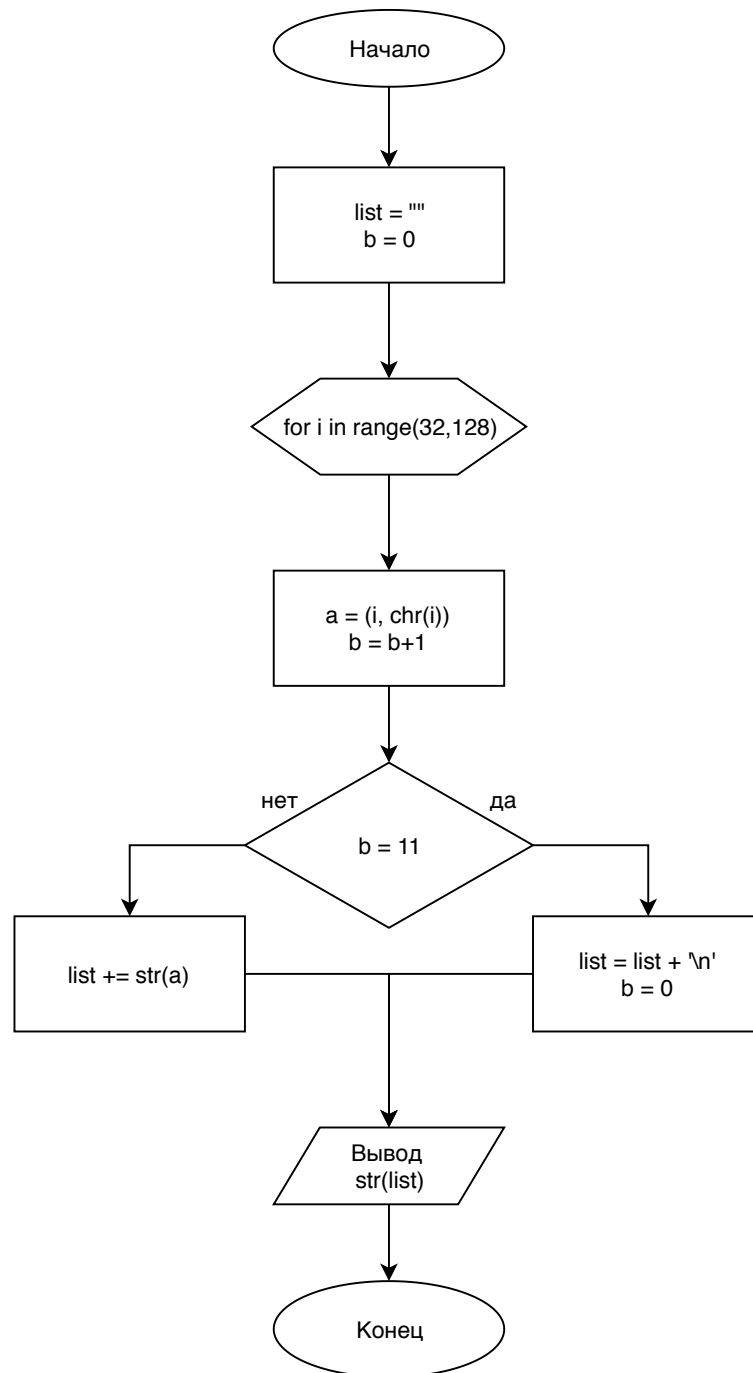 Начало
list = ""
b = 0
for i in range(32,128)
a = (i, chr(i))
b = b+1
нет
да
b = 11
list += str(a)
list = list + '\n'
b = 0
Вывод
str(list)
Конец